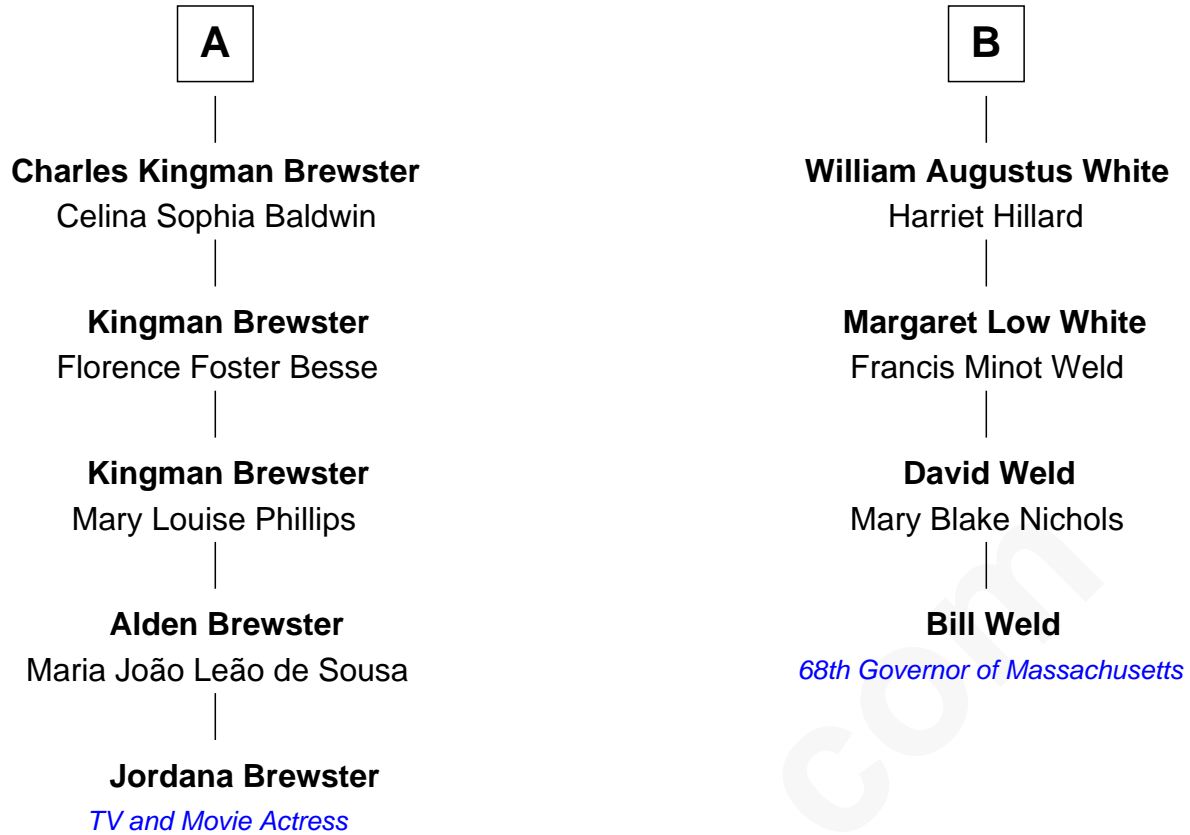 A
Charles Kingman Brewster
Celina Sophia Baldwin
Kingman Brewster
Florence Foster Besse
Kingman Brewster
Mary Louise Phillips
Alden Brewster
Maria João Leão de Sousa
Jordana Brewster
TV and Movie Actress
B
William Augustus White
Harriet Hillard
Margaret Low White
Francis Minot Weld
David Weld
Mary Blake Nichols
Bill Weld
68th Governor of Massachusetts
com